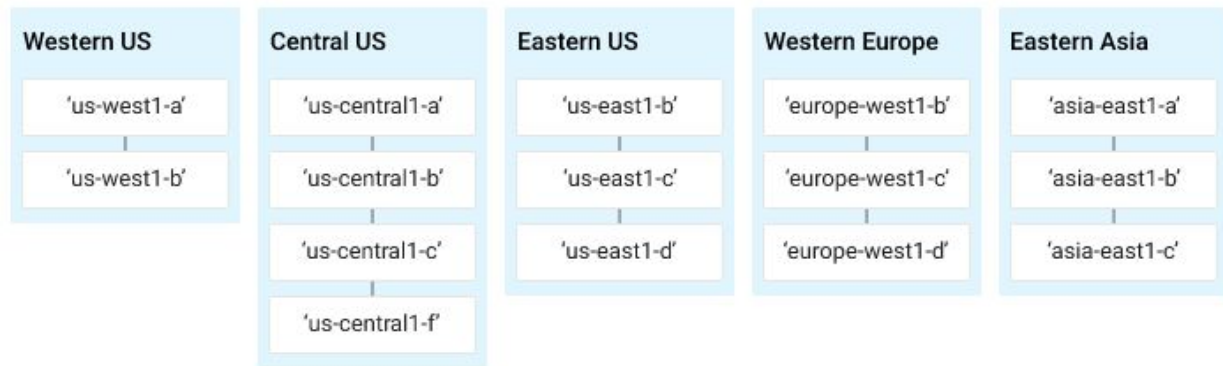 Western US
‘us-west1-a’
‘us-west1-b’
Central US
‘us-central1-a’
‘us-central1-b’
‘us-central1-c’
‘us-central1-f’
Eastern US
‘us-east1-b’
‘us-east1-c’
‘us-east1-d’
Western Europe
‘europe-west1-b’
‘europe-west1-c’
‘europe-west1-d’
Eastern Asia
‘asia-east1-a’
‘asia-east1-b’
‘asia-east1-c’